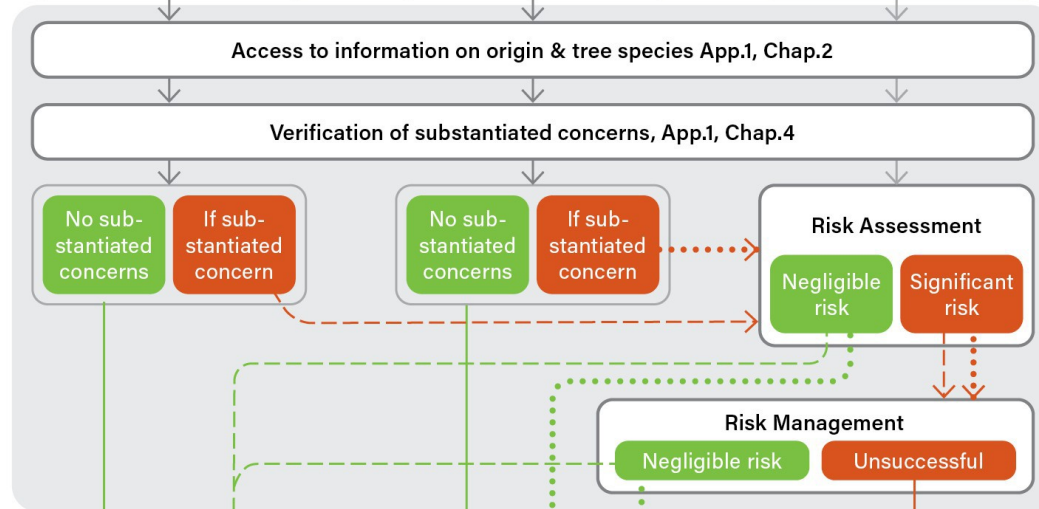 Access to information on origin & tree species App.1, Chap.2
Verification of substantiated concerns, App.1, Chap.4
No sub-
stantiated
concerns
If sub-
stantiated
concern
No sub-
stantiated
concerns
If sub-
stantiated
concern
Risk Assessment
Negligible
risk
Significant
risk
Risk Management
Negligible risk
Unsuccessful